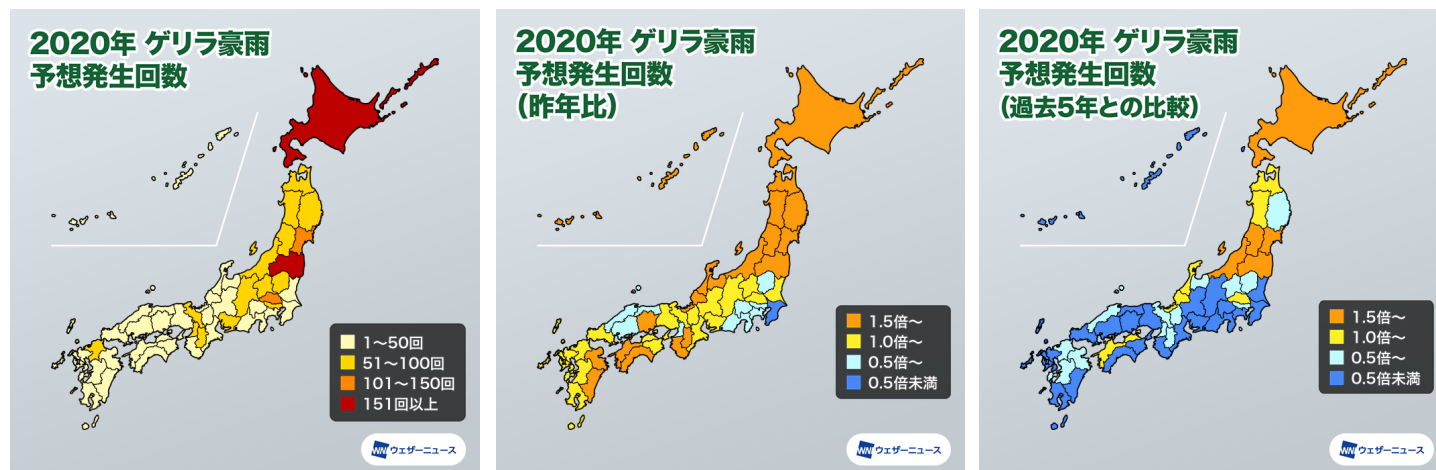 2020年 ゲリラ豪雨
予想発生回数
1～50回
51～100回
101～150回
151回以上
WNI ウェザーニュース
2020年 ゲリラ豪雨
予想発生回数
（昨年比）
1.5倍～
1.0倍～
0.5倍～
0.5倍未満
WNI ウェザーニュース
2020年 ゲリラ豪雨
予想発生回数
（過去5年との比較）
1.5倍～
1.0倍～
0.5倍～
0.5倍未満
WNI ウェザーニュース